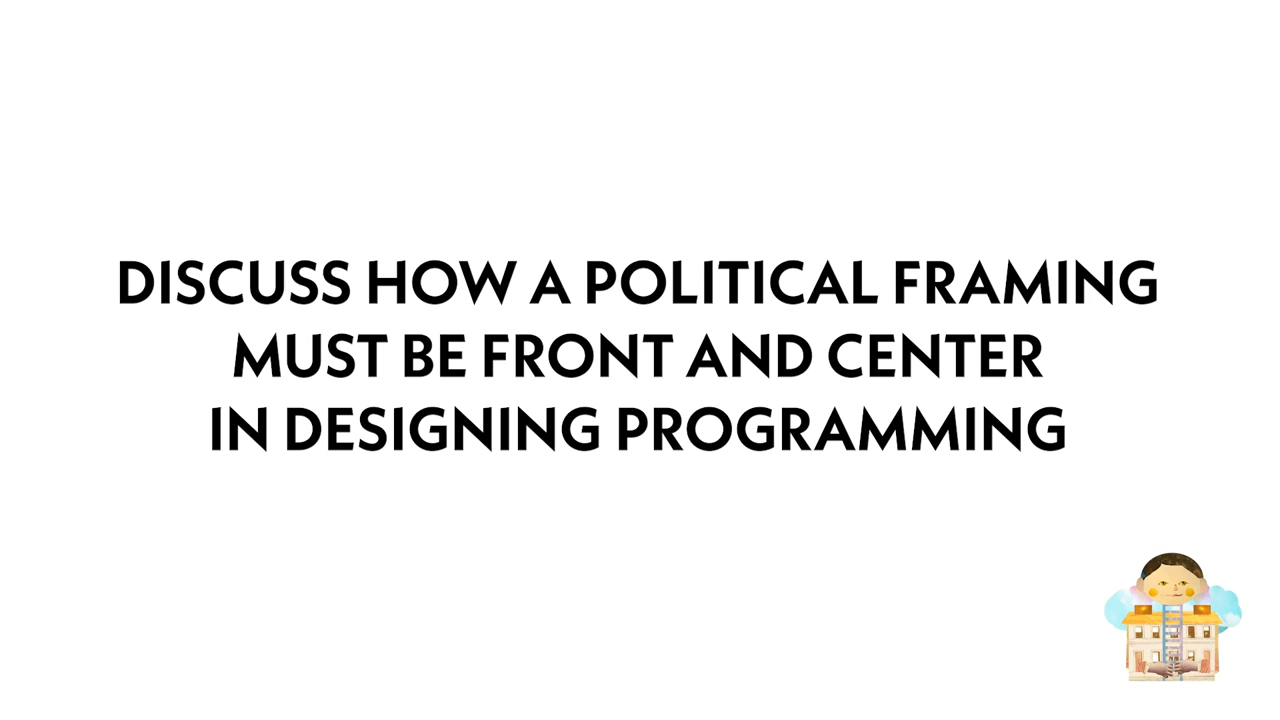 DISCUSS HOW A POLITICAL FRAMING
MUST BE FRONT AND CENTER
IN DESIGNING PROGRAMMING